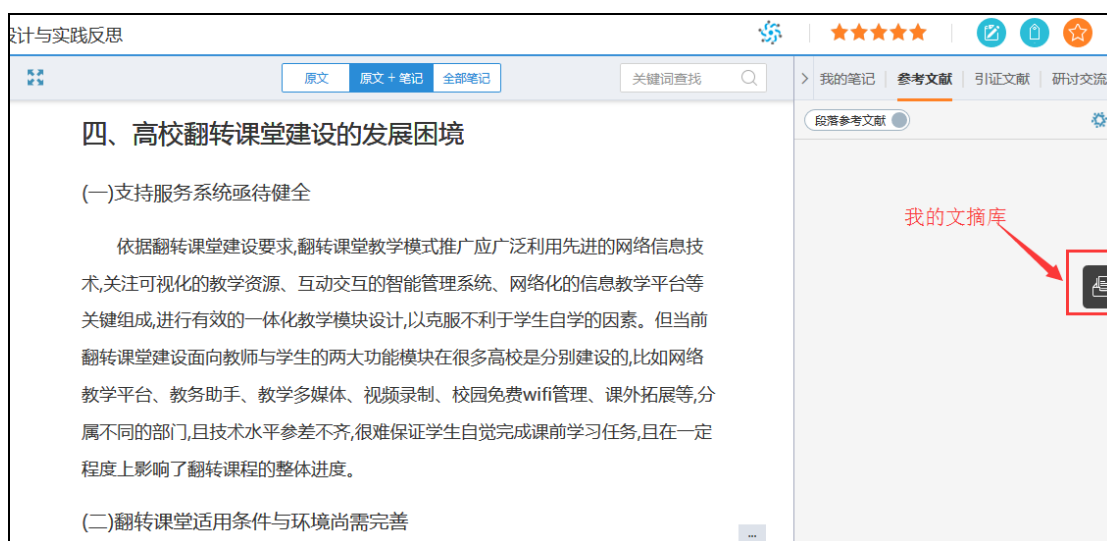 设计与实践反思
原文 原文+笔记 全部笔记 关键词查找
我的笔记 参考文献 引证文献 研讨交流
段落参考文献
我的文摘库
四、高校翻转课堂建设的发展困境
(一)支持服务系统亟待健全
依据翻转课堂建设要求,翻转课堂教学模式推广应广泛利用先进的网络信息技
术,关注可视化的教学资源、互动交互的智能管理系统、网络化的信息教学平台等
关键组成,进行有效的一体化教学模块设计,以克服不利于学生自学的因素。但当前
翻转课堂建设面向教师与学生的两大功能模块在很多高校是分别建设的,比如网络
教学平台、教务助手、教学多媒体、视频录制、校园免费wifi管理、课外拓展等,分
属不同的部门,且技术水平参差不齐,很难保证学生自觉完成课前学习任务,且在一定
程度上影响了翻转课程的整体进度。
(二)翻转课堂适用条件与环境尚需完善
...